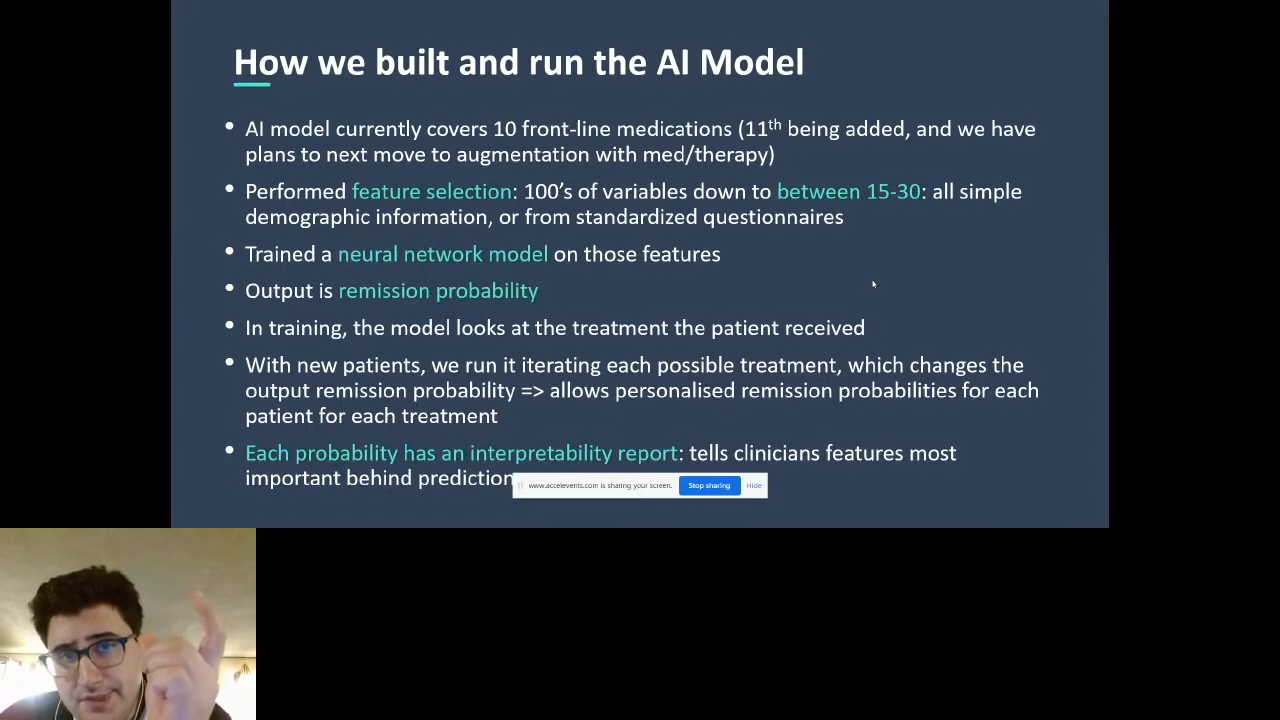 How we built and run the AI Model
• AI model currently covers 10 front-line medications (11th being added, and we have
plans to next move to augmentation with med/therapy)
• Performed feature selection: 100's of variables down to between 15-30: all simple
demographic information, or from standardized questionnaires
• Trained a neural network model on those features
• Output is remission probability
• In training, the model looks at the treatment the patient received
• With new patients, we run it iterating each possible treatment, which changes the
output remission probability => allows personalised remission probabilities for each
patient for each treatment
• Each probability has an interpretability report: tells clinicians features most
important behind prediction
www.accelevents.com is sharing your screen. Stop sharing Hide